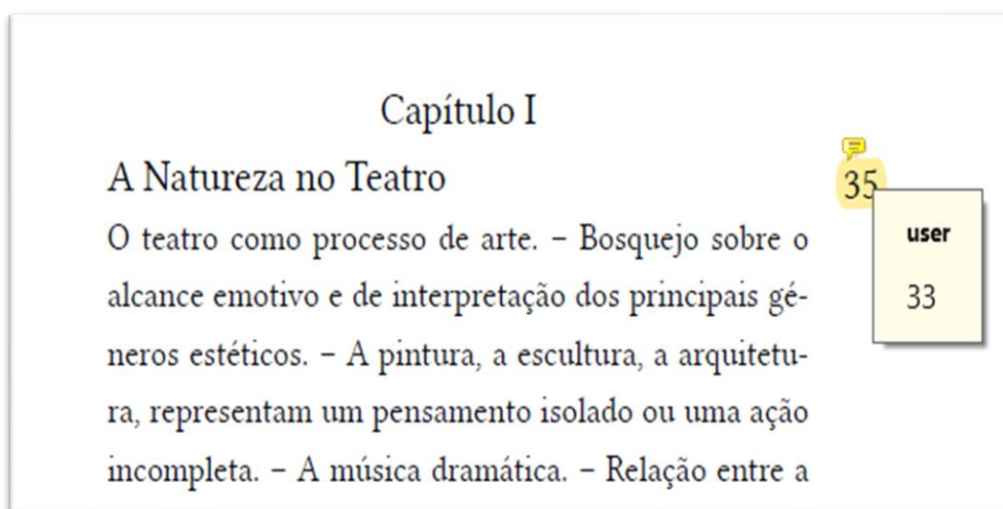 Capítulo I
A Natureza no Teatro 35
O teatro como processo de arte. – Bosquejo sobre o
alcance emotivo e de interpretação dos principais gé-
neros estéticos. – A pintura, a escultura, a arquitetu-
ra, representam um pensamento isolado ou uma ação
incompleta. – A música dramática. – Relação entre a
user
33